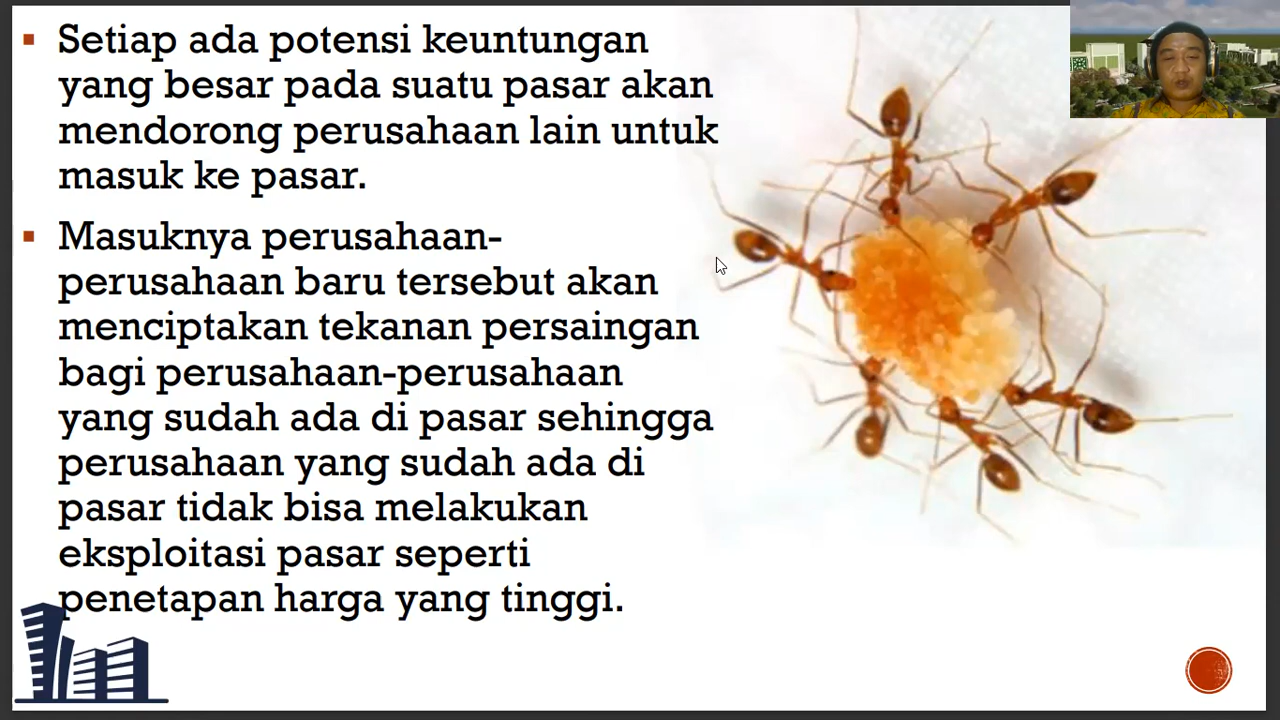 Setiap ada potensi keuntungan
yang besar pada suatu pasar akan
mendorong perusahaan lain untuk
masuk ke pasar.
Masuknya perusahaan-
perusahaan baru tersebut akan
menciptakan tekanan persaingan
bagi perusahaan-perusahaan
yang sudah ada di pasar sehingga
perusahaan yang sudah ada di
pasar tidak bisa melakukan
eksploitasi pasar seperti
penetapan harga yang tinggi.